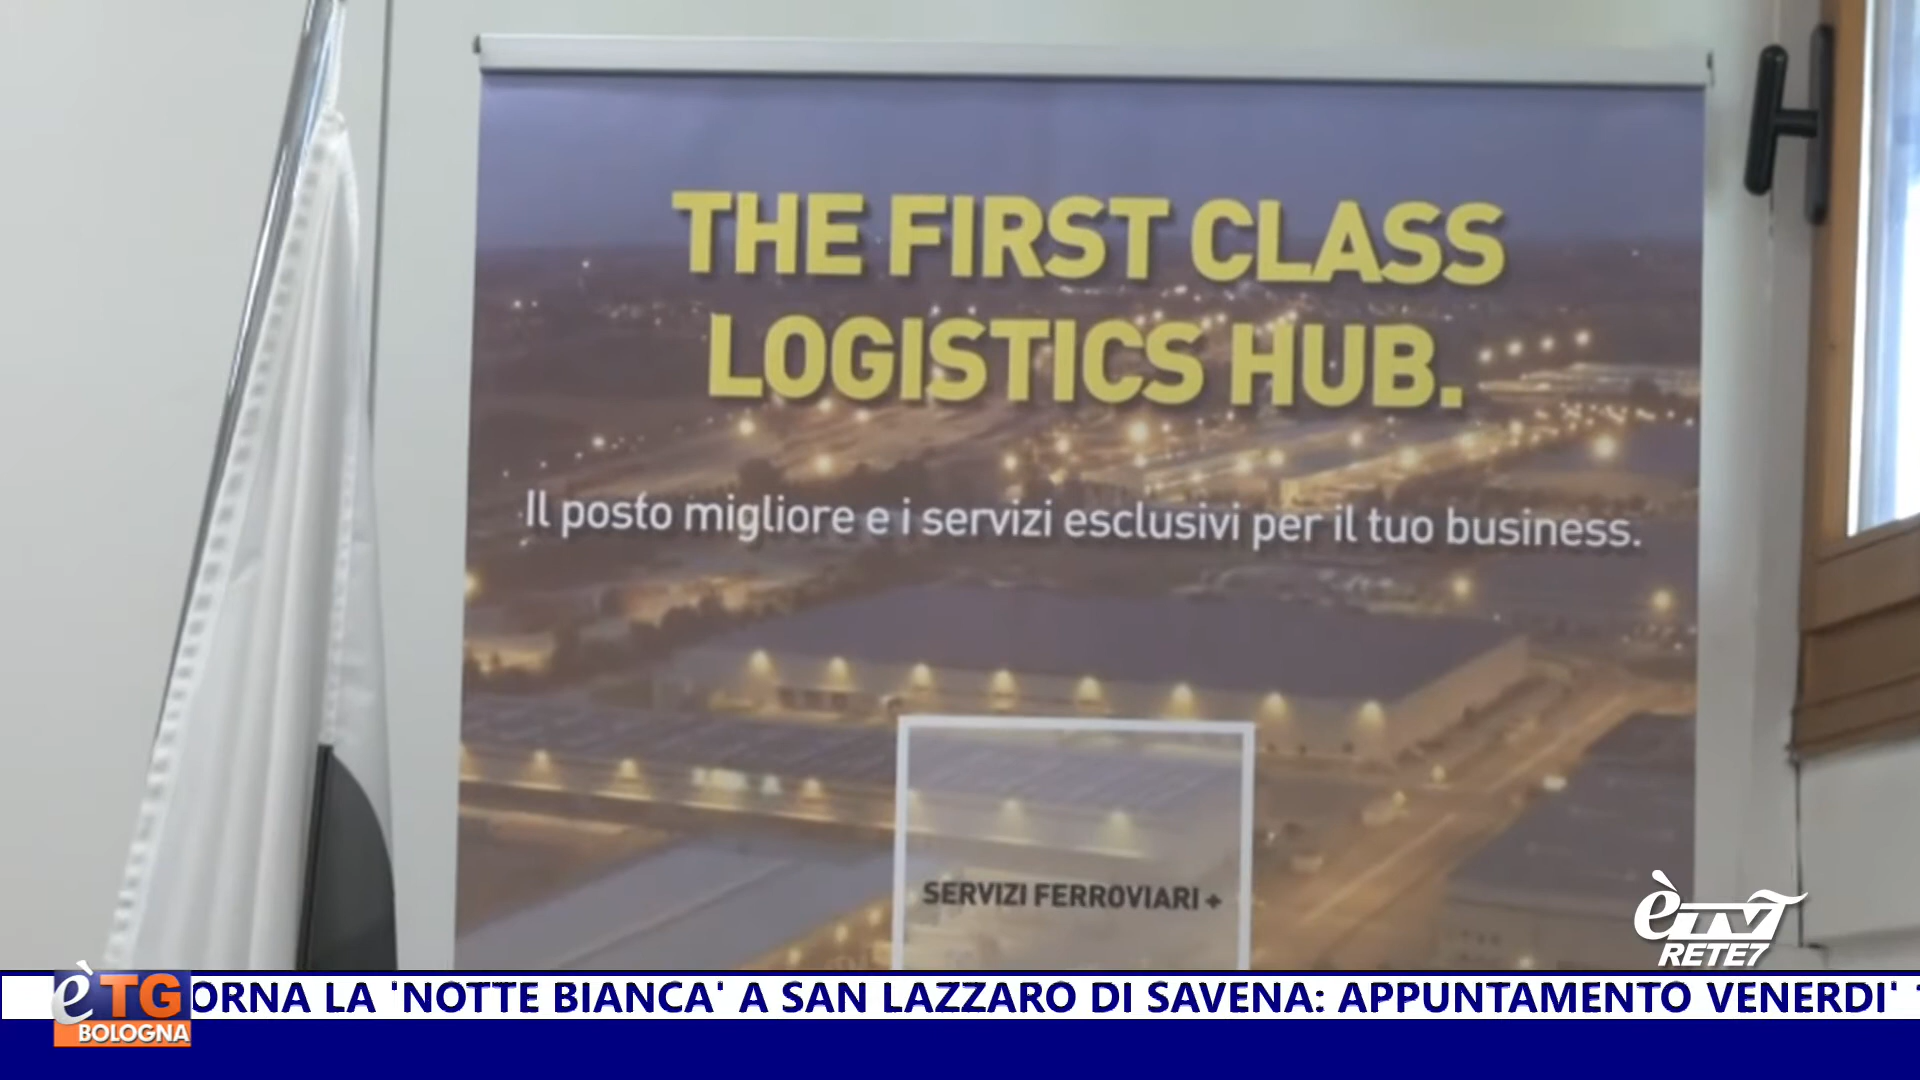 THE FIRST CLASS
LOGISTICS HUB.
Il posto migliore e i servizi esclusivi per il tuo business.
SERVIZI FERROVIARI +
èTV
RETE7
èTG
BOLOGNA
ORNA LA 'NOTTE BIANCA' A SAN LAZZARO DI SAVENA: APPUNTAMENTO VENERDI'